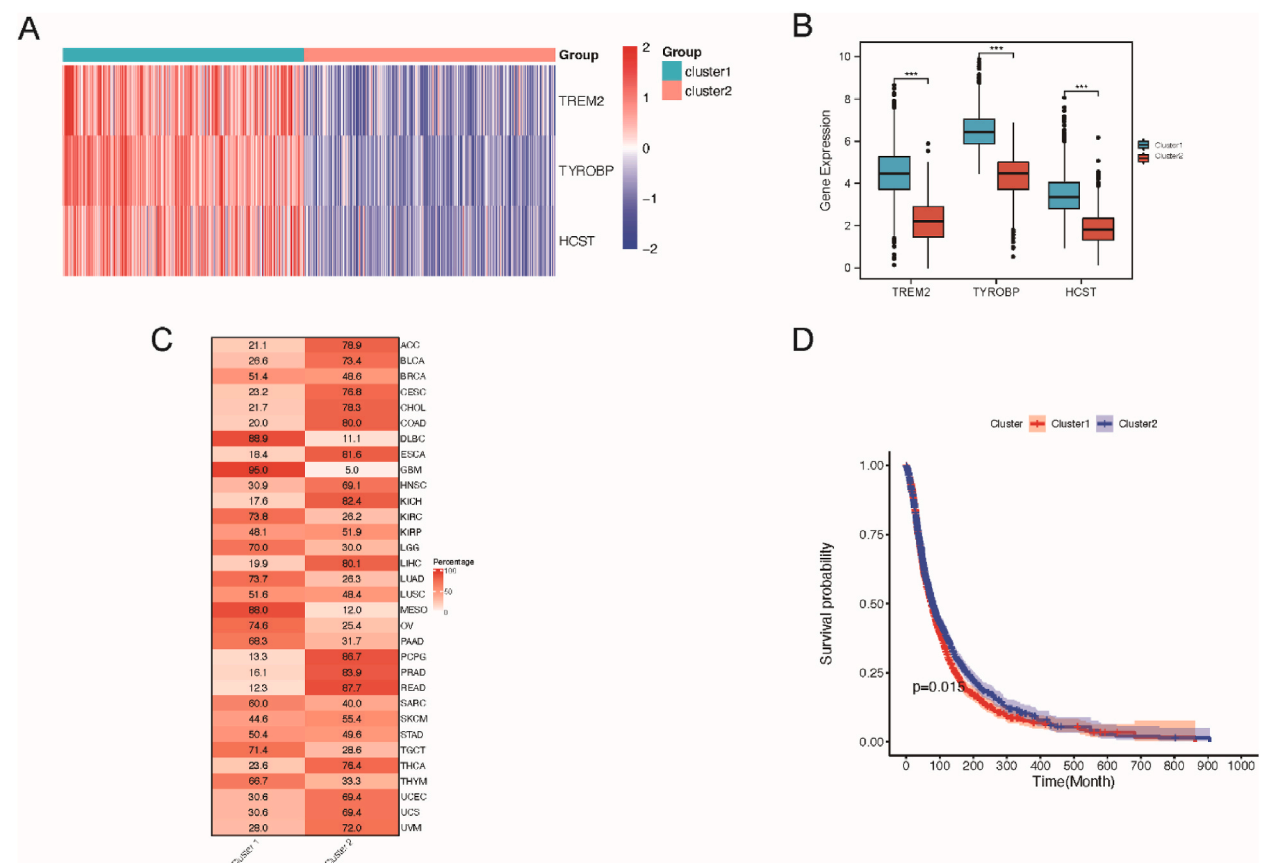 A
Group
TREM2
TYROBP
HCST
2
1
0
−1
−2
Group
cluster1
cluster2
B
Gene Expression
10
8
6
4
2
0
***
***
***
TREM2 TYROBP HCST
Cluster1
Cluster2
C
21.1 78.9 ACC
26.6 73.4 BLCA
51.4 48.6 BRCA
23.2 76.8 CESC
21.7 78.3 CHOL
20.0 80.0 COAD
88.9 11.1 DLBC
18.4 81.6 ESCA
95.0 5.0 GBM
30.9 69.1 HNSC
17.6 82.4 KICH
73.8 26.2 KIRC
48.1 51.9 KIRP
70.0 30.0 LGG
19.9 80.1 LIHC
73.7 26.3 LUAD
51.6 48.4 LUSC
88.0 12.0 MESO
74.6 25.4 OV
68.3 31.7 PAAD
13.3 86.7 PCPG
16.1 83.9 PRAD
12.3 87.7 READ
60.0 40.0 SARC
44.6 55.4 SKCM
50.4 49.6 STAD
71.4 28.6 TGCT
23.6 76.4 THCA
66.7 33.3 THYM
30.6 69.4 UCEC
30.6 69.4 UCS
28.0 72.0 UVM
Cluster1 Cluster2
Percentage
100
50
0
D
Cluster Cluster1 Cluster2
Survival probability
1.00
0.75
0.50
0.25
0.00
p=0.015
0 100 200 300 400 500 600 700 800 900 1000
Time(Month)